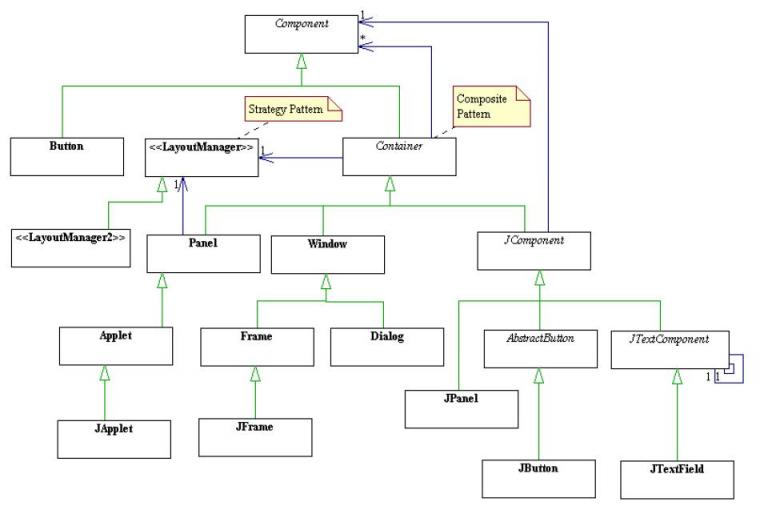 Component
1
*
Strategy Pattern
Composite
Pattern
Button
<<LayoutManager>>
1
Container
1
<<LayoutManager2>>
Panel
Window
JComponent
Applet
Frame
Dialog
AbstractButton
JTextComponent
1
1
JPanel
JApplet
JFrame
JButton
JTextField